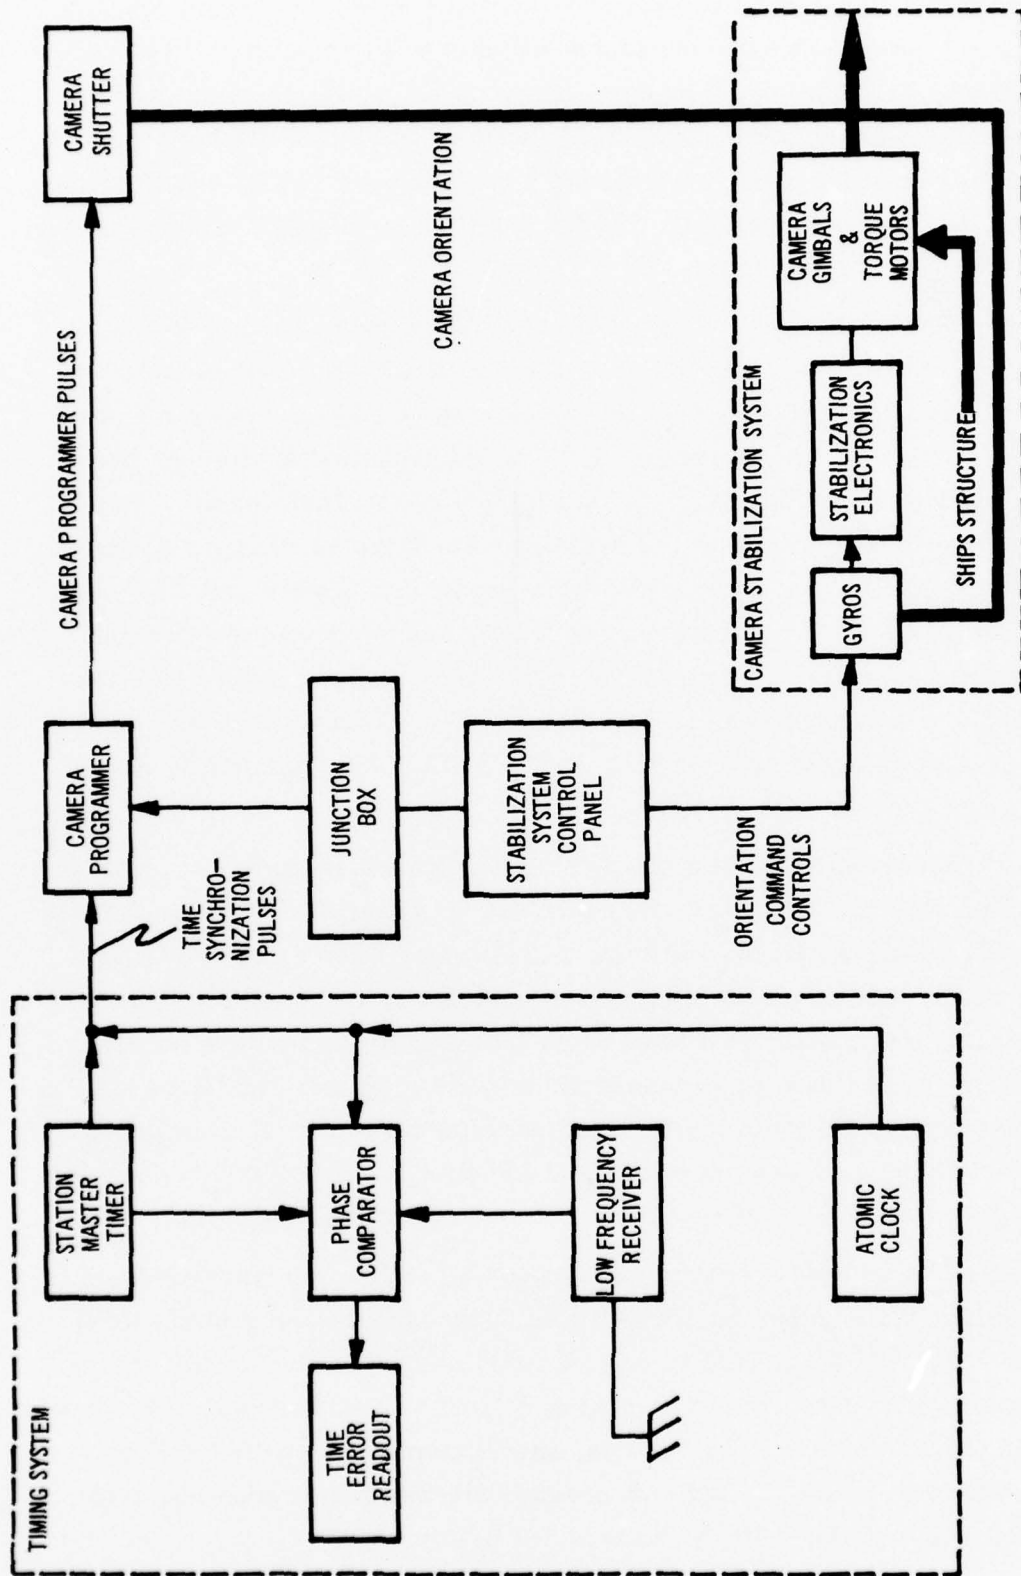 TIMING SYSTEM
STATION
MASTER
TIMER
TIME
ERROR
READOUT
PHASE
COMPARATOR
LOW FREQUENCY
RECEIVER
ATOMIC
CLOCK
TIME
SYNCHRO-
NIZATION
PULSES
CAMERA
PROGRAMMER
JUNCTION
BOX
STABILIZATION
SYSTEM
CONTROL
PANEL
ORIENTATION
COMMAND
CONTROLS
CAMERA PROGRAMMER PULSES
CAMERA
SHUTTER
CAMERA ORIENTATION
CAMERA STABILIZATION SYSTEM
GYROS
STABILIZATION
ELECTRONICS
CAMERA
GIMBALS
&
TORQUE
MOTORS
SHIPS STRUCTURE